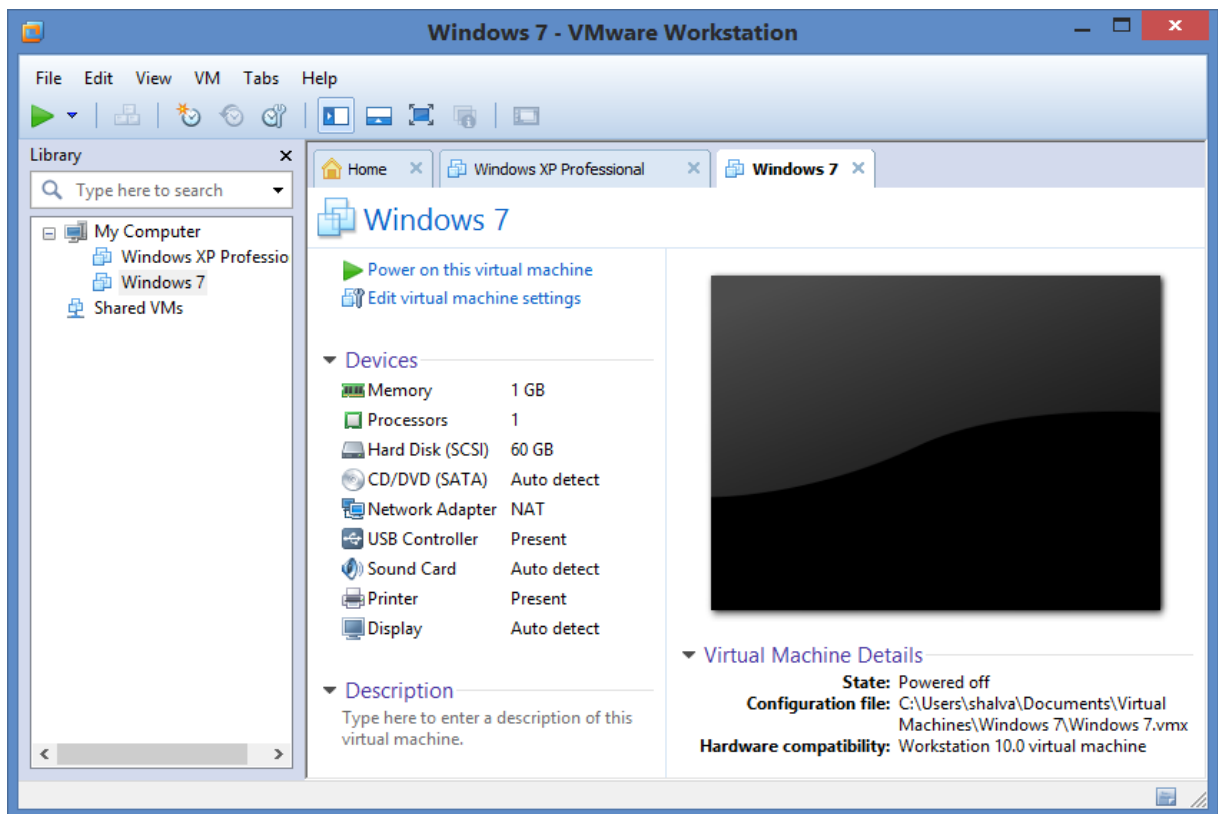 Windows 7 - VMware Workstation
File Edit View VM Tabs Help
Library
Type here to search
My Computer
Windows XP Professio
Windows 7
Shared VMs
Home Windows XP Professional Windows 7
Windows 7
Power on this virtual machine
Edit virtual machine settings
Devices
Memory 1 GB
Processors 1
Hard Disk (SCSI) 60 GB
CD/DVD (SATA) Auto detect
Network Adapter NAT
USB Controller Present
Sound Card Auto detect
Printer Present
Display Auto detect
Description
Type here to enter a description of this
virtual machine.
Virtual Machine Details
State: Powered off
Configuration file: C:\Users\shalva\Documents\Virtual
Machines\Windows 7\Windows 7.vmx
Hardware compatibility: Workstation 10.0 virtual machine